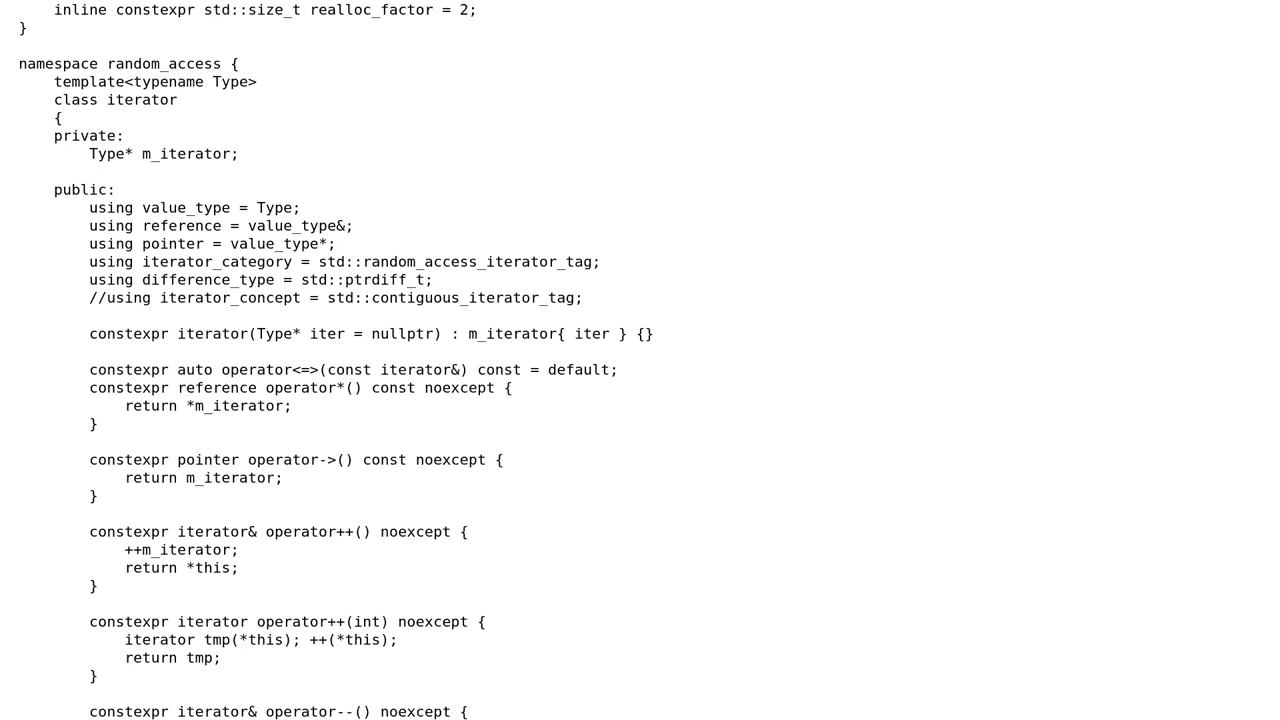 inline constexpr std::size_t realloc_factor = 2;
}

namespace random_access {
    template<typename Type>
    class iterator
    {
    private:
        Type* m_iterator;

    public:
        using value_type = Type;
        using reference = value_type&;
        using pointer = value_type*;
        using iterator_category = std::random_access_iterator_tag;
        using difference_type = std::ptrdiff_t;
        //using iterator_concept = std::contiguous_iterator_tag;

        constexpr iterator(Type* iter = nullptr) : m_iterator{ iter } {}

        constexpr auto operator<=>(const iterator&) const = default;
        constexpr reference operator*() const noexcept {
            return *m_iterator;
        }

        constexpr pointer operator->() const noexcept {
            return m_iterator;
        }

        constexpr iterator& operator++() noexcept {
            ++m_iterator;
            return *this;
        }

        constexpr iterator operator++(int) noexcept {
            iterator tmp(*this); ++(*this);
            return tmp;
        }

        constexpr iterator& operator--() noexcept {